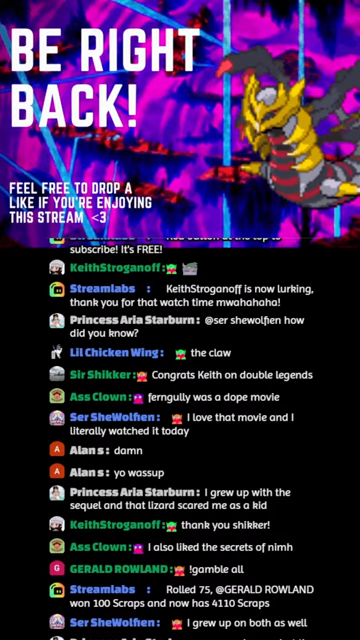 BE RIGHT
BACK!
FEEL FREE TO DROP A
LIKE IF YOU'RE ENJOYING
THIS STREAM <3
subscribe! It's FREE!
KeithStroganoff :
Streamlabs : KeithStroganoff is now lurking,
thank you for that watch time mwahahaha!
Princess Aria Starburn : @ser shewolfien how
did you know?
Lil Chicken Wing : the claw
Sir Shikker : Congrats Keith on double legends
Ass Clown : ferngully was a dope movie
Ser SheWolfien : I love that movie and I
literally watched it today
A Alan s : damn
A Alan s : yo wassup
Princess Aria Starburn : I grew up with the
sequel and that lizard scared me as a kid
KeithStroganoff : thank you shikker!
Ass Clown : I also liked the secrets of nimh
G GERALD ROWLAND : !gamble all
Streamlabs : Rolled 75, @GERALD ROWLAND
won 100 Scraps and now has 4110 Scraps
Ser SheWolfien : I grew up on both as well